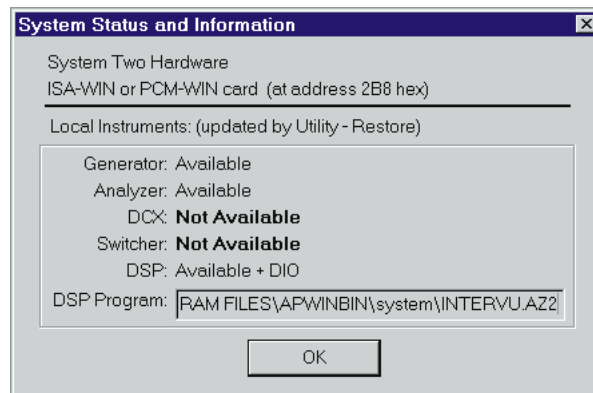 System Status and Information
System Two Hardware
ISA-WIN or PCM-WIN card (at address 2B8 hex)
Local Instruments: (updated by Utility - Restore)
Generator: Available
Analyzer: Available
DCX: Not Available
Switcher: Not Available
DSP: Available + DIO
DSP Program: RAM FILES\APWINBIN\system\INTERVU.AZ2
OK